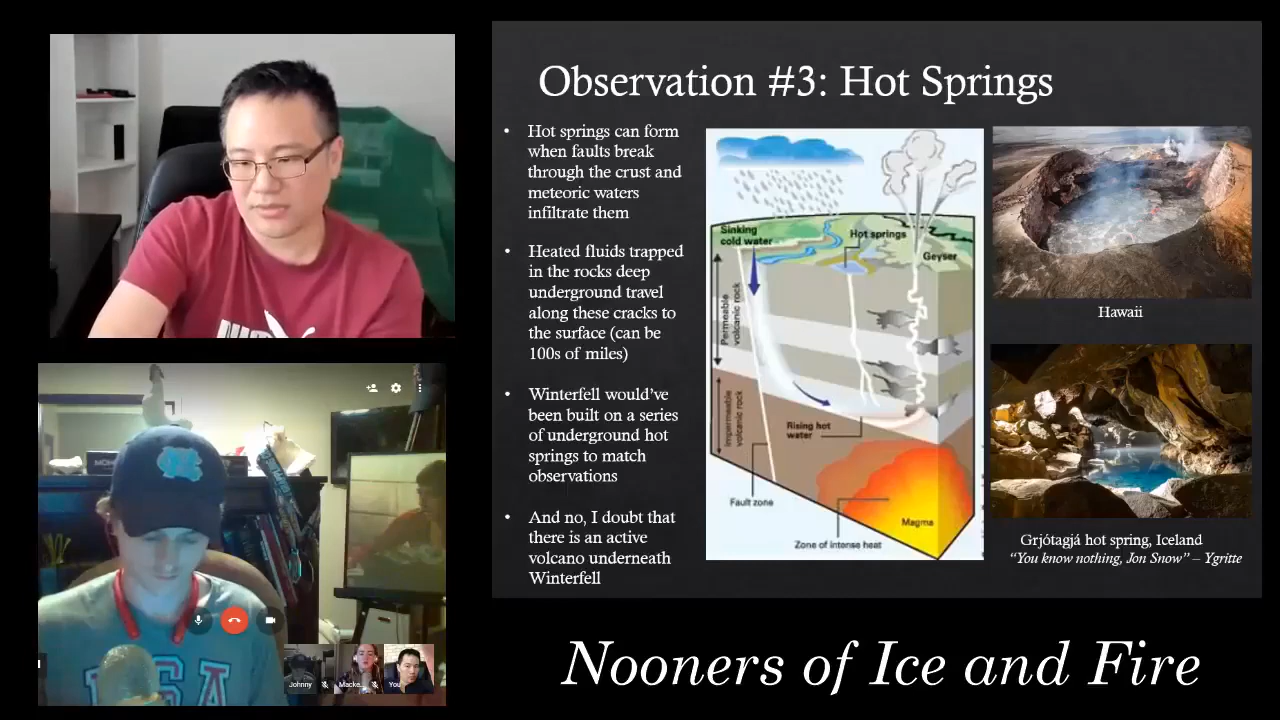 Observation #3: Hot Springs
• Hot springs can form
when faults break
through the crust and
meteoric waters
infiltrate them
• Heated fluids trapped
in the rocks deep
underground travel
along these cracks to
the surface (can be
100s of miles)
• Winterfell would've
been built on a series
of underground hot
springs to match
observations
• And no, I doubt that
there is an active
volcano underneath
Winterfell
Sinking
cold water
Hot springs
Geyser
Permeable
volcanic rock
Impermeable
volcanic rock
Rising hot
water
Fault zone
Magma
Zone of intense heat
Hawaii
Grjótagjá hot spring, Iceland
“You know nothing, Jon Snow” – Ygritte
USA
Johnny
Macke...
You
Nooners of Ice and Fire